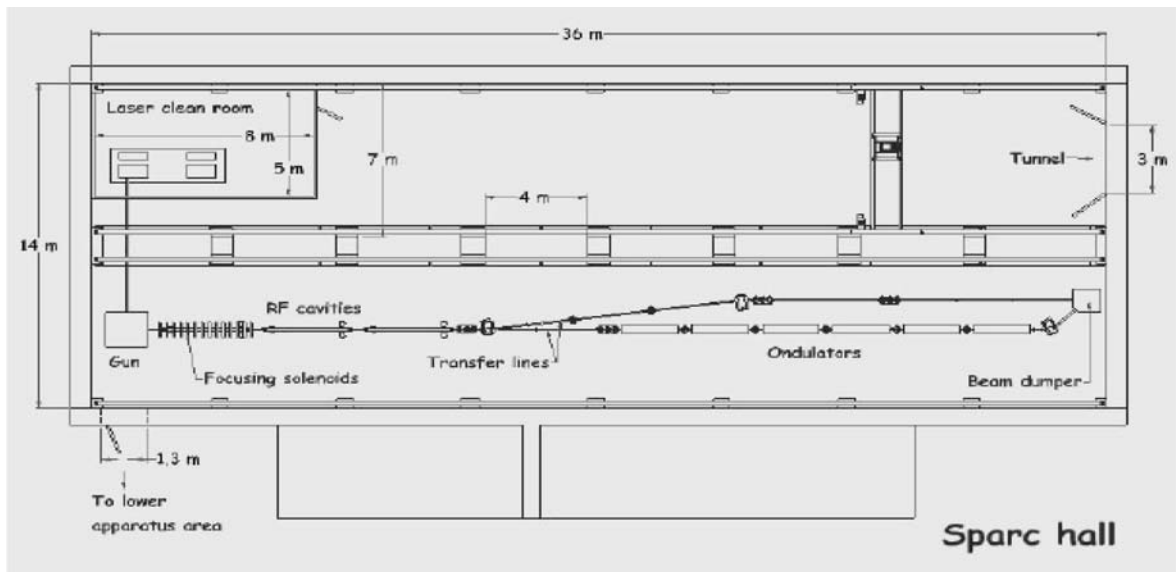 36 m
Laser clean room
8 m
5 m
7 m
Tunnel
3 m
4 m
14 m
RF cavities
Gun
Transfer lines
Ondulators
Focusing solenoids
Beam dumper
1,3 m
To lower
apparatus area
Sparc hall